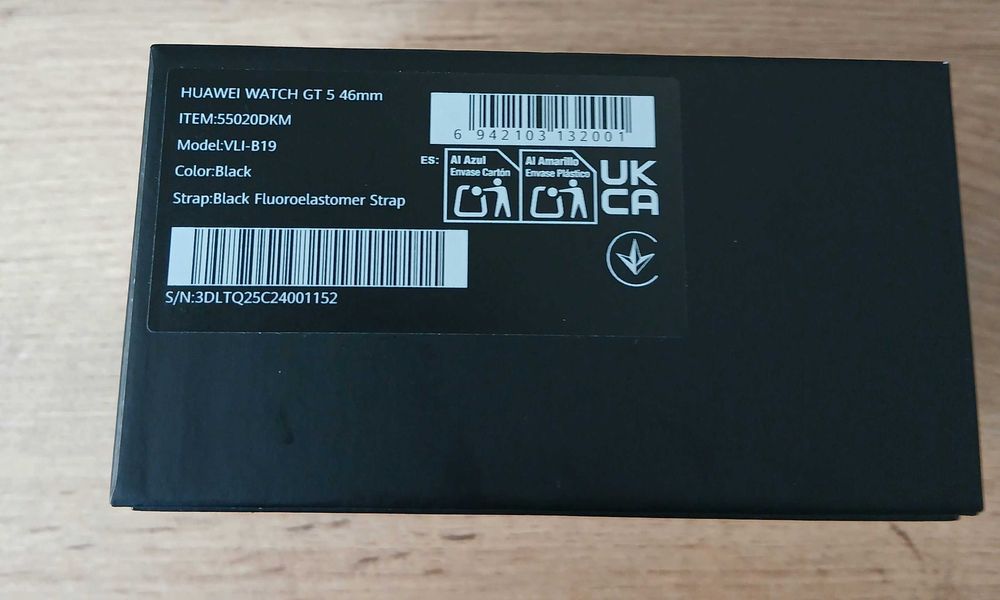 HUAWEI WATCH GT 5 46mm
ITEM:55020DKM
Model:VLI-B19
Color:Black
Strap:Black Fluoroelastomer Strap
S/N:3DLTQ25C24001152
6 942103 132001
ES:
Al Azul
Envase Cartón
Al Amarillo
Envase Plástico
UK
CA